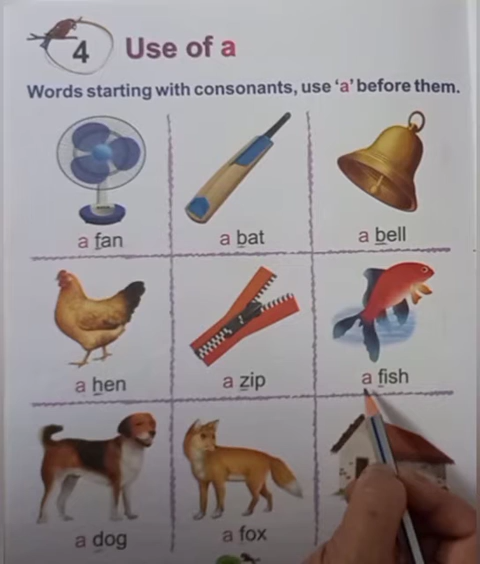 4 Use of a
Words starting with consonants, use 'a' before them.
a fan a bat a bell
a hen a zip a fish
a dog a fox